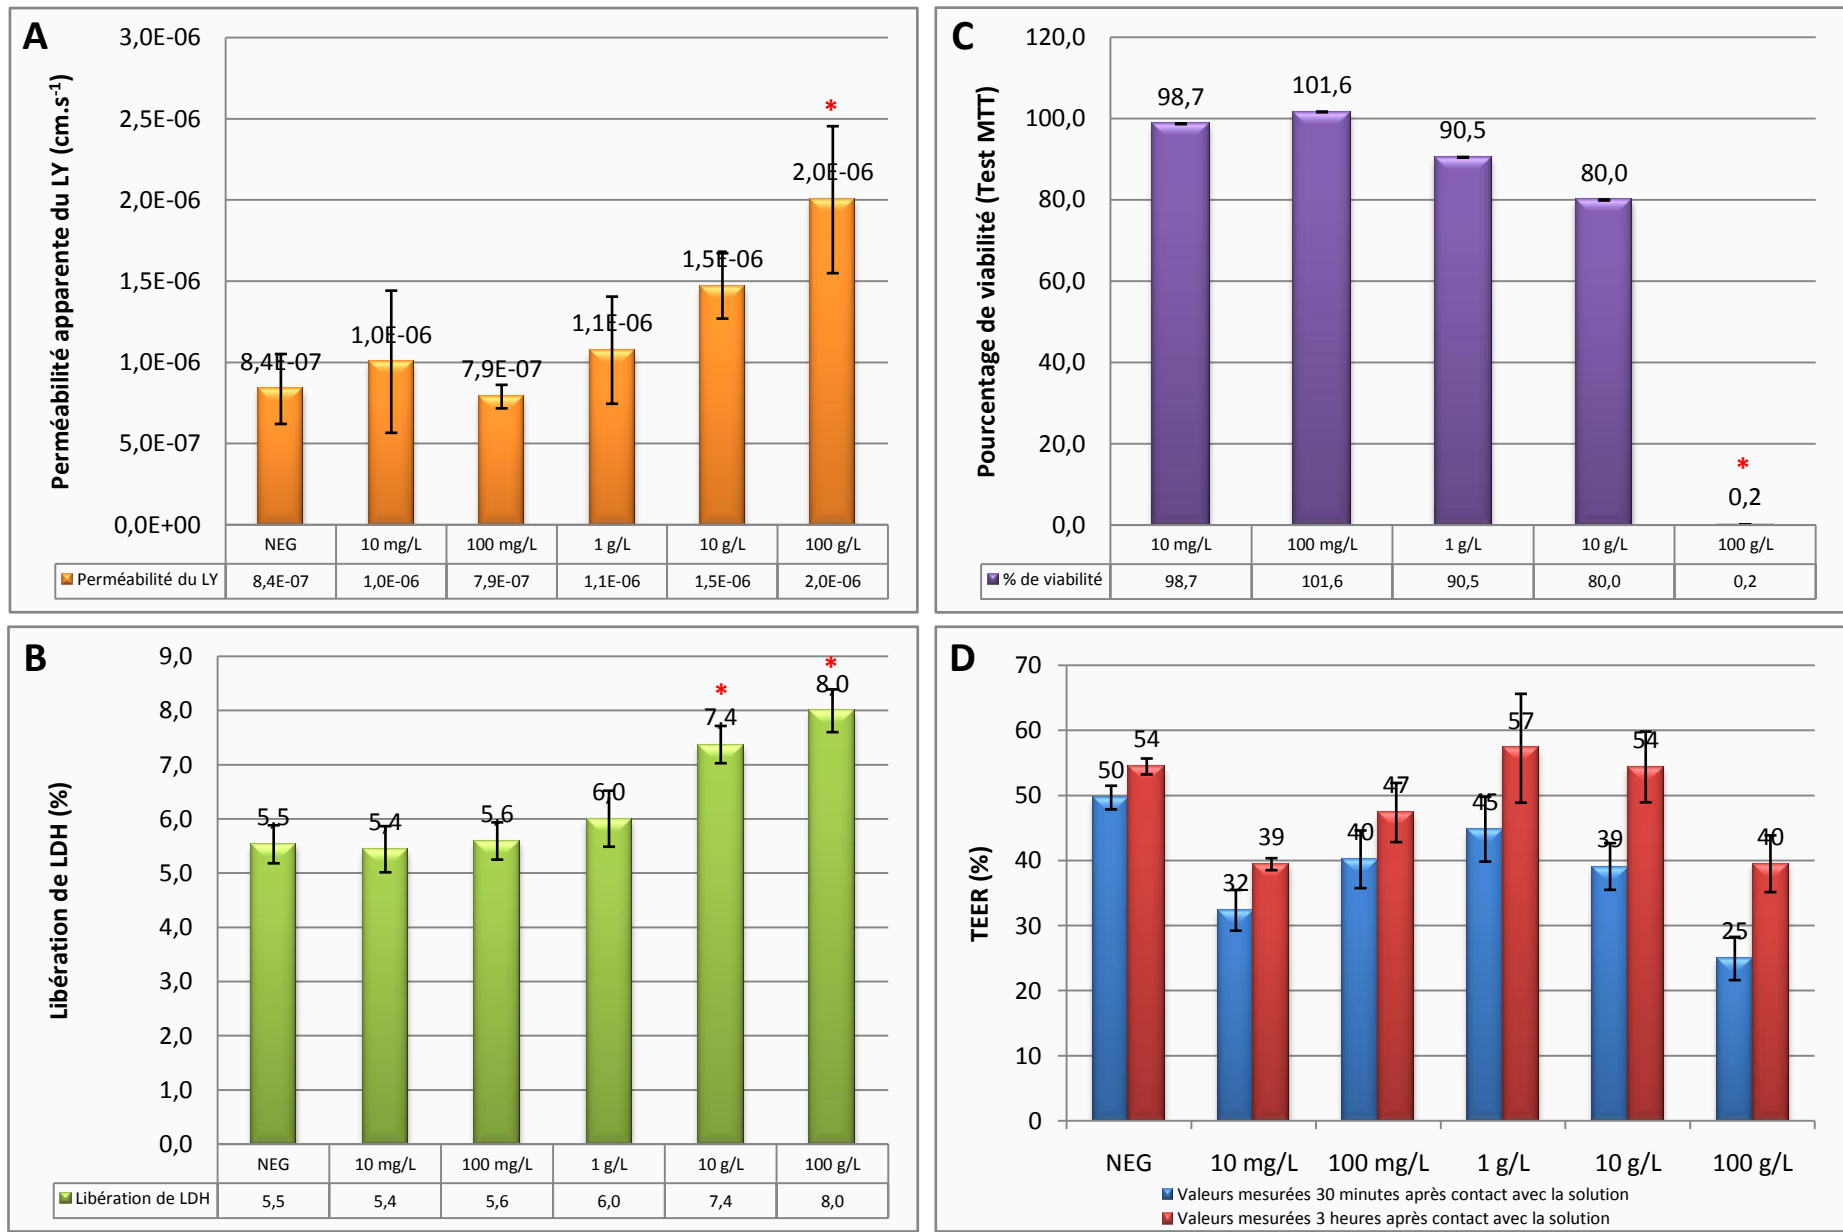 A
Perméabilité apparente du LY (cm.s-1)
3,0E-06
2,5E-06
2,0E-06
1,5E-06
1,0E-06
5,0E-07
0,0E+00
8,4E-07
1,0E-06
7,9E-07
1,1E-06
1,5E-06
*
2,0E-06
NEG 10 mg/L 100 mg/L 1 g/L 10 g/L 100 g/L
Perméabilité du LY 8,4E-07 1,0E-06 7,9E-07 1,1E-06 1,5E-06 2,0E-06
C
Pourcentage de viabilité (Test MTT)
120,0
100,0
80,0
60,0
40,0
20,0
0,0
98,7
101,6
90,5
80,0
*
0,2
10 mg/L 100 mg/L 1 g/L 10 g/L 100 g/L
% de viabilité 98,7 101,6 90,5 80,0 0,2
B
Libération de LDH (%)
9,0
8,0
7,0
6,0
5,0
4,0
3,0
2,0
1,0
0,0
5,5
5,4
5,6
6,0
*
7,4
*
8,0
NEG 10 mg/L 100 mg/L 1 g/L 10 g/L 100 g/L
Libération de LDH 5,5 5,4 5,6 6,0 7,4 8,0
D
TEER (%)
70
60
50
40
30
20
10
0
50
54
32
39
40
47
45
57
39
54
25
40
NEG 10 mg/L 100 mg/L 1 g/L 10 g/L 100 g/L
Valeurs mesurées 30 minutes après contact avec la solution
Valeurs mesurées 3 heures après contact avec la solution